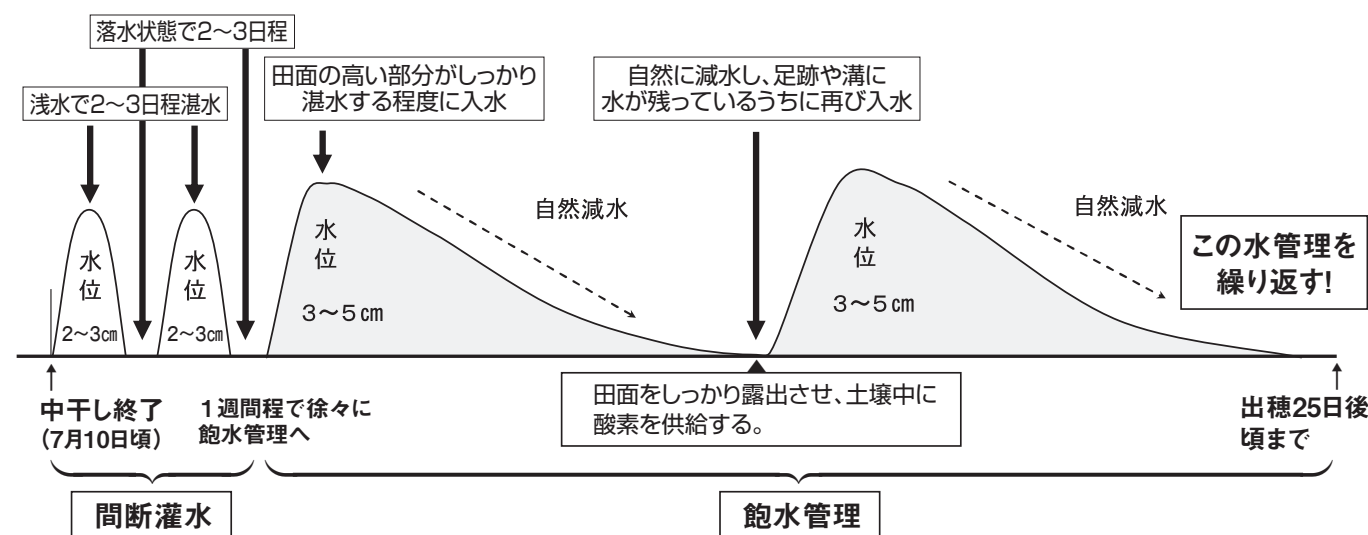 落水状態で2〜3日程
浅水で2〜3日程湛水
田面の高い部分がしっかり
湛水する程度に入水
自然に減水し、足跡や溝に
水が残っているうちに再び入水
水位
2〜3㎝
水位
2〜3㎝
水位
3〜5㎝
自然減水
水位
3〜5㎝
自然減水
この水管理を
繰り返す!
中干し終了
(7月10日頃)
1週間程で徐々に
飽水管理へ
田面をしっかり露出させ、土壌中に
酸素を供給する。
出穂25日後
頃まで
間断灌水
飽水管理